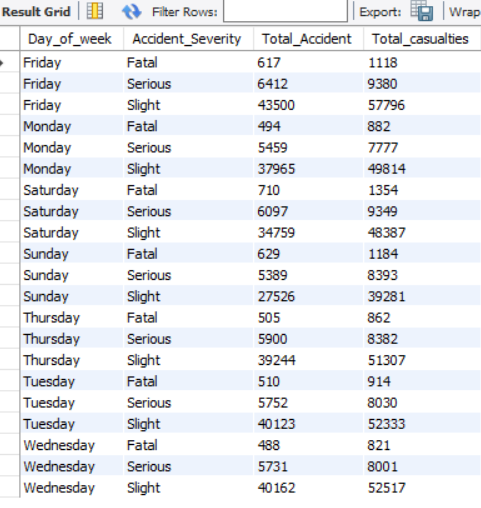 Result Grid Filter Rows: Export: Wrap
Day_of_week Accident_Severity Total_Accident Total_casualties
Friday Fatal 617 1118
Friday Serious 6412 9380
Friday Slight 43500 57796
Monday Fatal 494 882
Monday Serious 5459 7777
Monday Slight 37965 49814
Saturday Fatal 710 1354
Saturday Serious 6097 9349
Saturday Slight 34759 48387
Sunday Fatal 629 1184
Sunday Serious 5389 8393
Sunday Slight 27526 39281
Thursday Fatal 505 862
Thursday Serious 5900 8382
Thursday Slight 39244 51307
Tuesday Fatal 510 914
Tuesday Serious 5752 8030
Tuesday Slight 40123 52333
Wednesday Fatal 488 821
Wednesday Serious 5731 8001
Wednesday Slight 40162 52517